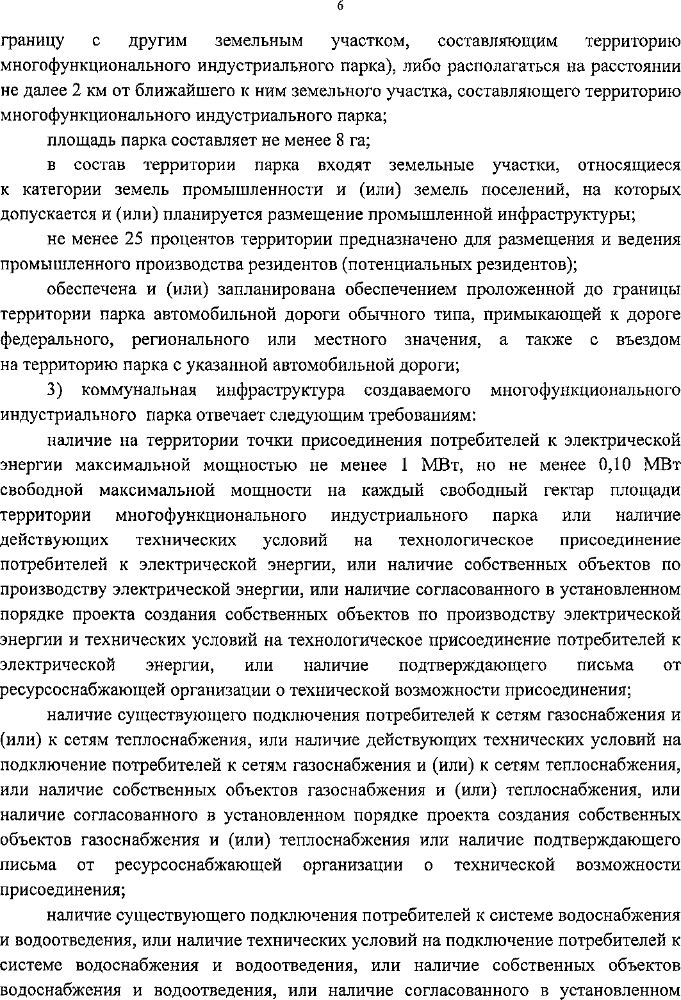 6
границу с другим земельным участком, составляющим территорию
многофункционального индустриального парка), либо располагаться на расстоянии
не далее 2 км от ближайшего к ним земельного участка, составляющего территорию
многофункционального индустриального парка;
площадь парка составляет не менее 8 га;
в состав территории парка входят земельные участки, относящиеся
к категории земель промышленности и (или) земель поселений, на которых
допускается и (или) планируется размещение промышленной инфраструктуры;
не менее 25 процентов территории предназначено для размещения и ведения
промышленного производства резидентов (потенциальных резидентов);
обеспечена и (или) запланирована обеспечением проложенной до границы
территории парка автомобильной дороги обычного типа, примыкающей к дороге
федерального, регионального или местного значения, а также с въездом
на территорию парка с указанной автомобильной дороги;
3) коммунальная инфраструктура создаваемого многофункционального
индустриального парка отвечает следующим требованиям:
наличие на территории точки присоединения потребителей к электрической
энергии максимальной мощностью не менее 1 МВт, но не менее 0,10 МВт
свободной максимальной мощности на каждый свободный гектар площади
территории многофункционального индустриального парка или наличие
действующих технических условий на технологическое присоединение
потребителей к электрической энергии, или наличие собственных объектов по
производству электрической энергии, или наличие согласованного в установленном
порядке проекта создания собственных объектов по производству электрической
энергии и технических условий на технологическое присоединение потребителей к
электрической энергии, или наличие подтверждающего письма от
ресурсоснабжающей организации о технической возможности присоединения;
наличие существующего подключения потребителей к сетям газоснабжения и
(или) к сетям теплоснабжения, или наличие действующих технических условий на
подключение потребителей к сетям газоснабжения и (или) к сетям теплоснабжения,
или наличие собственных объектов газоснабжения и (или) теплоснабжения, или
наличие согласованного в установленном порядке проекта создания собственных
объектов газоснабжения и (или) теплоснабжения или наличие подтверждающего
письма от ресурсоснабжающей организации о технической возможности
присоединения;
наличие существующего подключения потребителей к системе водоснабжения
и водоотведения, или наличие технических условий на подключение потребителей к
системе водоснабжения и водоотведения, или наличие собственных объектов
водоснабжения и водоотведения, или наличие согласованного в установленном